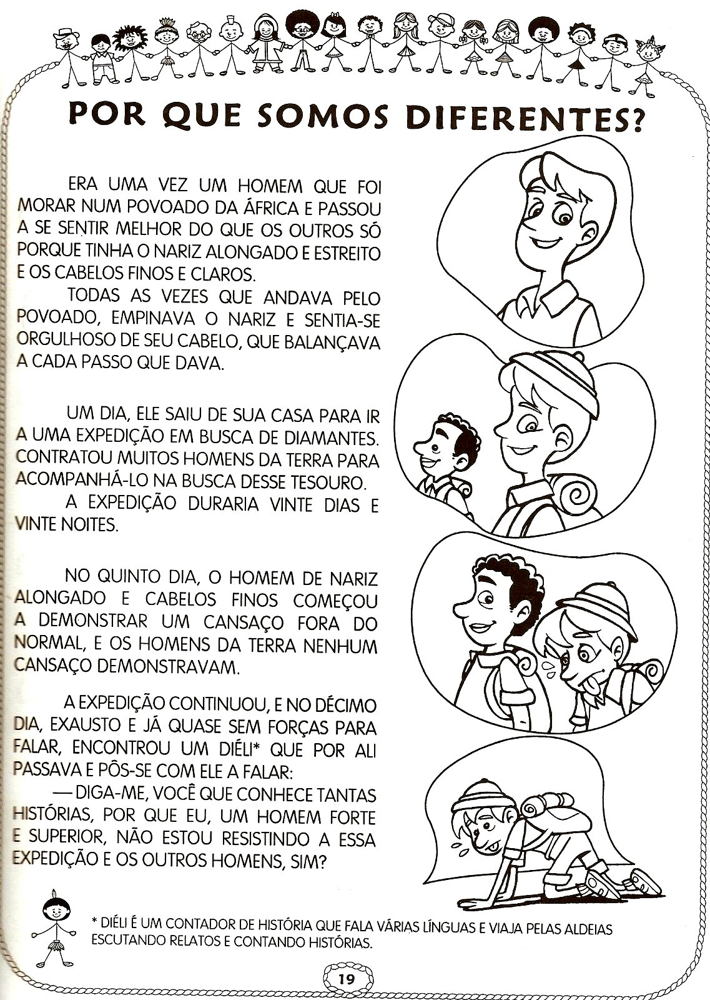 POR QUE SOMOS DIFERENTES?
ERA UMA VEZ UM HOMEM QUE FOI
MORAR NUM POVOADO DA ÁFRICA E PASSOU
A SE SENTIR MELHOR DO QUE OS OUTROS SÓ
PORQUE TINHA O NARIZ ALONGADO E ESTREITO
E OS CABELOS FINOS E CLAROS.
TODAS AS VEZES QUE ANDAVA PELO
POVOADO, EMPINAVA O NARIZ E SENTIA-SE
ORGULHOSO DE SEU CABELO, QUE BALANÇAVA
A CADA PASSO QUE DAVA.
UM DIA, ELE SAIU DE SUA CASA PARA IR
A UMA EXPEDIÇÃO EM BUSCA DE DIAMANTES.
CONTRATOU MUITOS HOMENS DA TERRA PARA
ACOMPANHÁ-LO NA BUSCA DESSE TESOURO.
A EXPEDIÇÃO DURARIA VINTE DIAS E
VINTE NOITES.
NO QUINTO DIA, O HOMEM DE NARIZ
ALONGADO E CABELOS FINOS COMEÇOU
A DEMONSTRAR UM CANSAÇO FORA DO
NORMAL, E OS HOMENS DA TERRA NENHUM
CANSAÇO DEMONSTRAVAM.
A EXPEDIÇÃO CONTINUOU, E NO DÉCIMO
DIA, EXAUSTO E JÁ QUASE SEM FORÇAS PARA
FALAR, ENCONTROU UM DIÉLI* QUE POR ALI
PASSAVA E PÔS-SE COM ELE A FALAR:
— DIGA-ME, VOCÊ QUE CONHECE TANTAS
HISTÓRIAS, POR QUE EU, UM HOMEM FORTE
E SUPERIOR, NÃO ESTOU RESISTINDO A ESSA
EXPEDIÇÃO E OS OUTROS HOMENS, SIM?
* DIÉLI É UM CONTADOR DE HISTÓRIA QUE FALA VÁRIAS LÍNGUAS E VIAJA PELAS ALDEIAS
ESCUTANDO RELATOS E CONTANDO HISTÓRIAS.
19